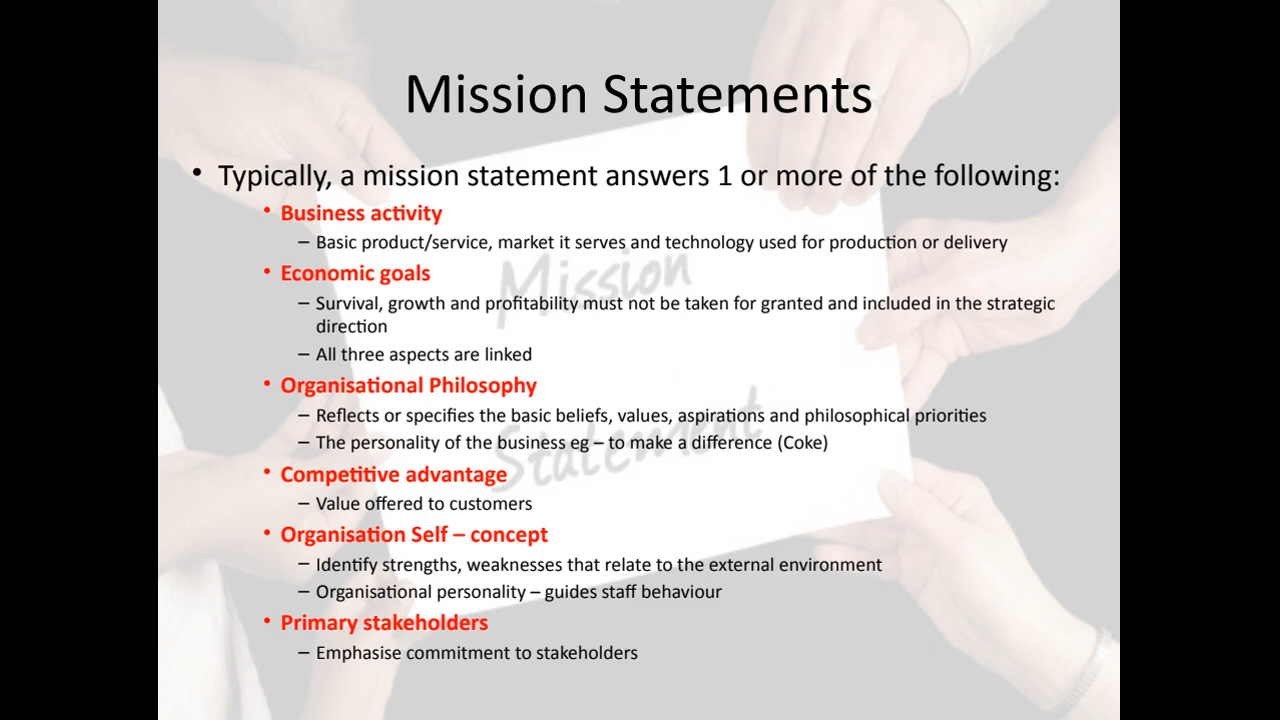 Mission Statements
• Typically, a mission statement answers 1 or more of the following:
• Business activity
– Basic product/service, market it serves and technology used for production or delivery
• Economic goals
– Survival, growth and profitability must not be taken for granted and included in the strategic
direction
– All three aspects are linked
• Organisational Philosophy
– Reflects or specifies the basic beliefs, values, aspirations and philosophical priorities
– The personality of the business eg – to make a difference (Coke)
• Competitive advantage
– Value offered to customers
• Organisation Self – concept
– Identify strengths, weaknesses that relate to the external environment
– Organisational personality – guides staff behaviour
• Primary stakeholders
– Emphasise commitment to stakeholders
Mission
Statement